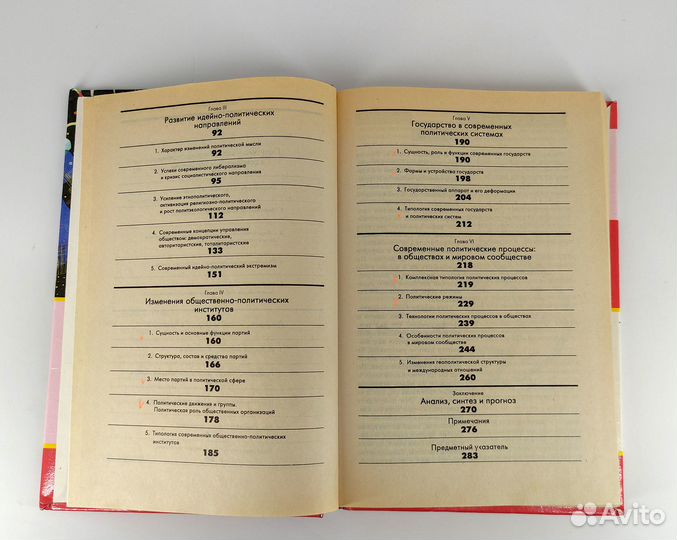 Глава III
Развитие идейно-политических
направлений
92
1. Характер изменений политической мысли
92
2. Успехи современного либерализма
и кризис социалистического направления
95
3. Усиление этнополитического,
активизация религиозно-политического
и рост политэкологического направлений
112
4. Современные концепции управления
обществом: демократические,
авторитаристские, тоталитаристские
133
5. Современный идейно-политический экстремизм
151
Глава IV
Изменения общественно-политических
институтов
160
1. Сущность и основные функции партий
160
2. Структура, состав и средства партий
166
3. Место партий в политической сфере
170
4. Политические движения и группы.
Политическая роль общественных организаций
178
5. Типология современных общественно-политических
институтов
185
Глава V
Государство в современных
политических системах
190
1. Сущность, роль и функции современных государств
190
2. Формы и устройства государств
198
3. Государственный аппарат и его деформации
204
4. Типология современных государств
и политических систем
212
Глава VI
Современные политические процессы:
в обществах и мировом сообществе
218
1. Комплексная типология политических процессов
219
2. Политические режимы
229
3. Технологии политических процессов в обществах
239
4. Особенности политических процессов
в мировом сообществе
244
5. Изменения геополитической структуры
и международных отношений
260
Заключение
Анализ, синтез и прогноз
270
Примечания
276
Предметный указатель
283
Avito